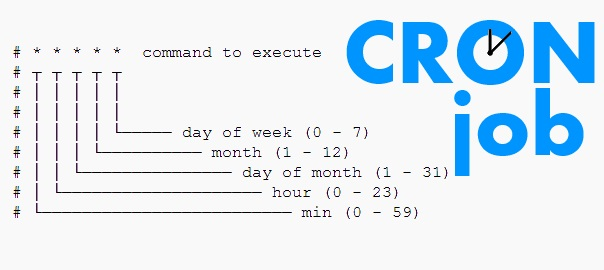 CRON
job
# * * * * * command to execute
#
#
#
# day of week (0 - 7)
# month (1 - 12)
# day of month (1 - 31)
# hour (0 - 23)
# min (0 - 59)